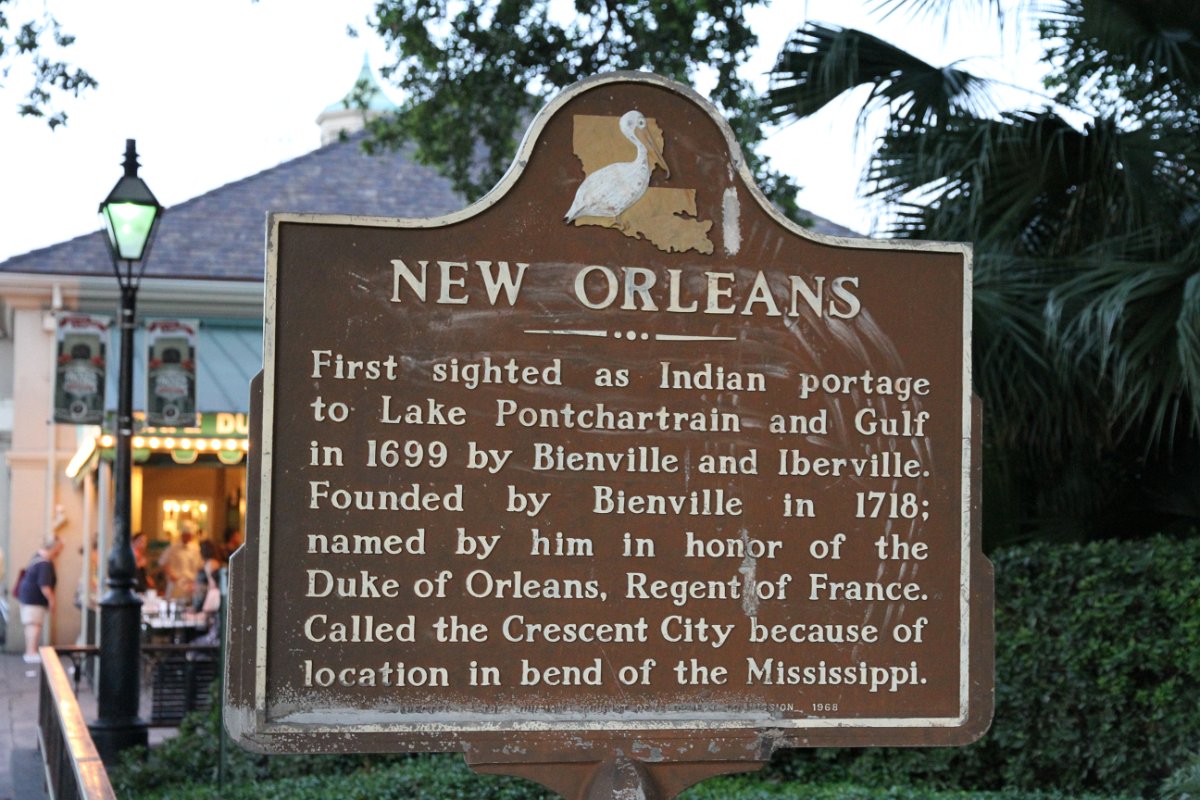 NEW ORLEANS
First sighted as Indian portage
to Lake Pontchartrain and Gulf
in 1699 by Bienville and Iberville.
Founded by Bienville in 1718;
named by him in honor of the
Duke of Orleans, Regent of France.
Called the Crescent City because of
location in bend of the Mississippi.
1968
DU